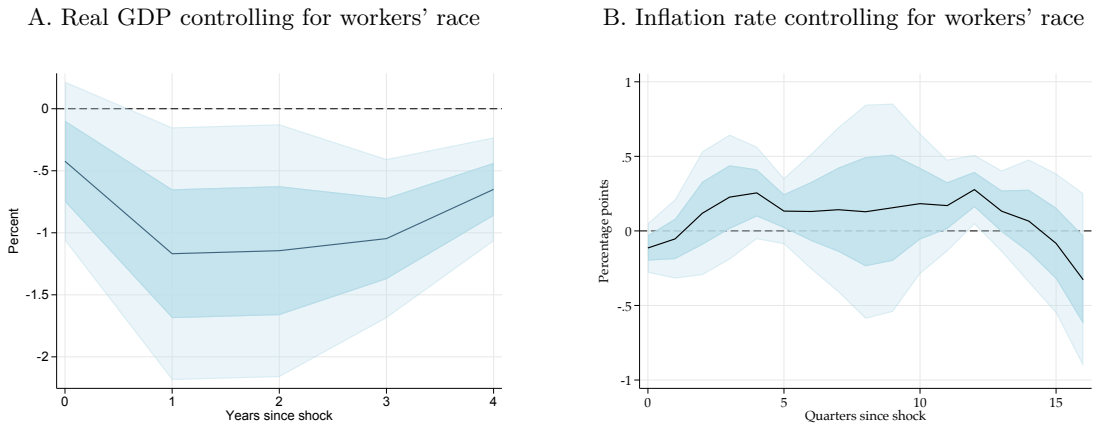 A. Real GDP controlling for workers’ race
Percent
0
-.5
-1
-1.5
-2
0 1 2 3 4
Years since shock
B. Inflation rate controlling for workers’ race
Percentage points
1
.5
0
-.5
-1
0 5 10 15
Quarters since shock